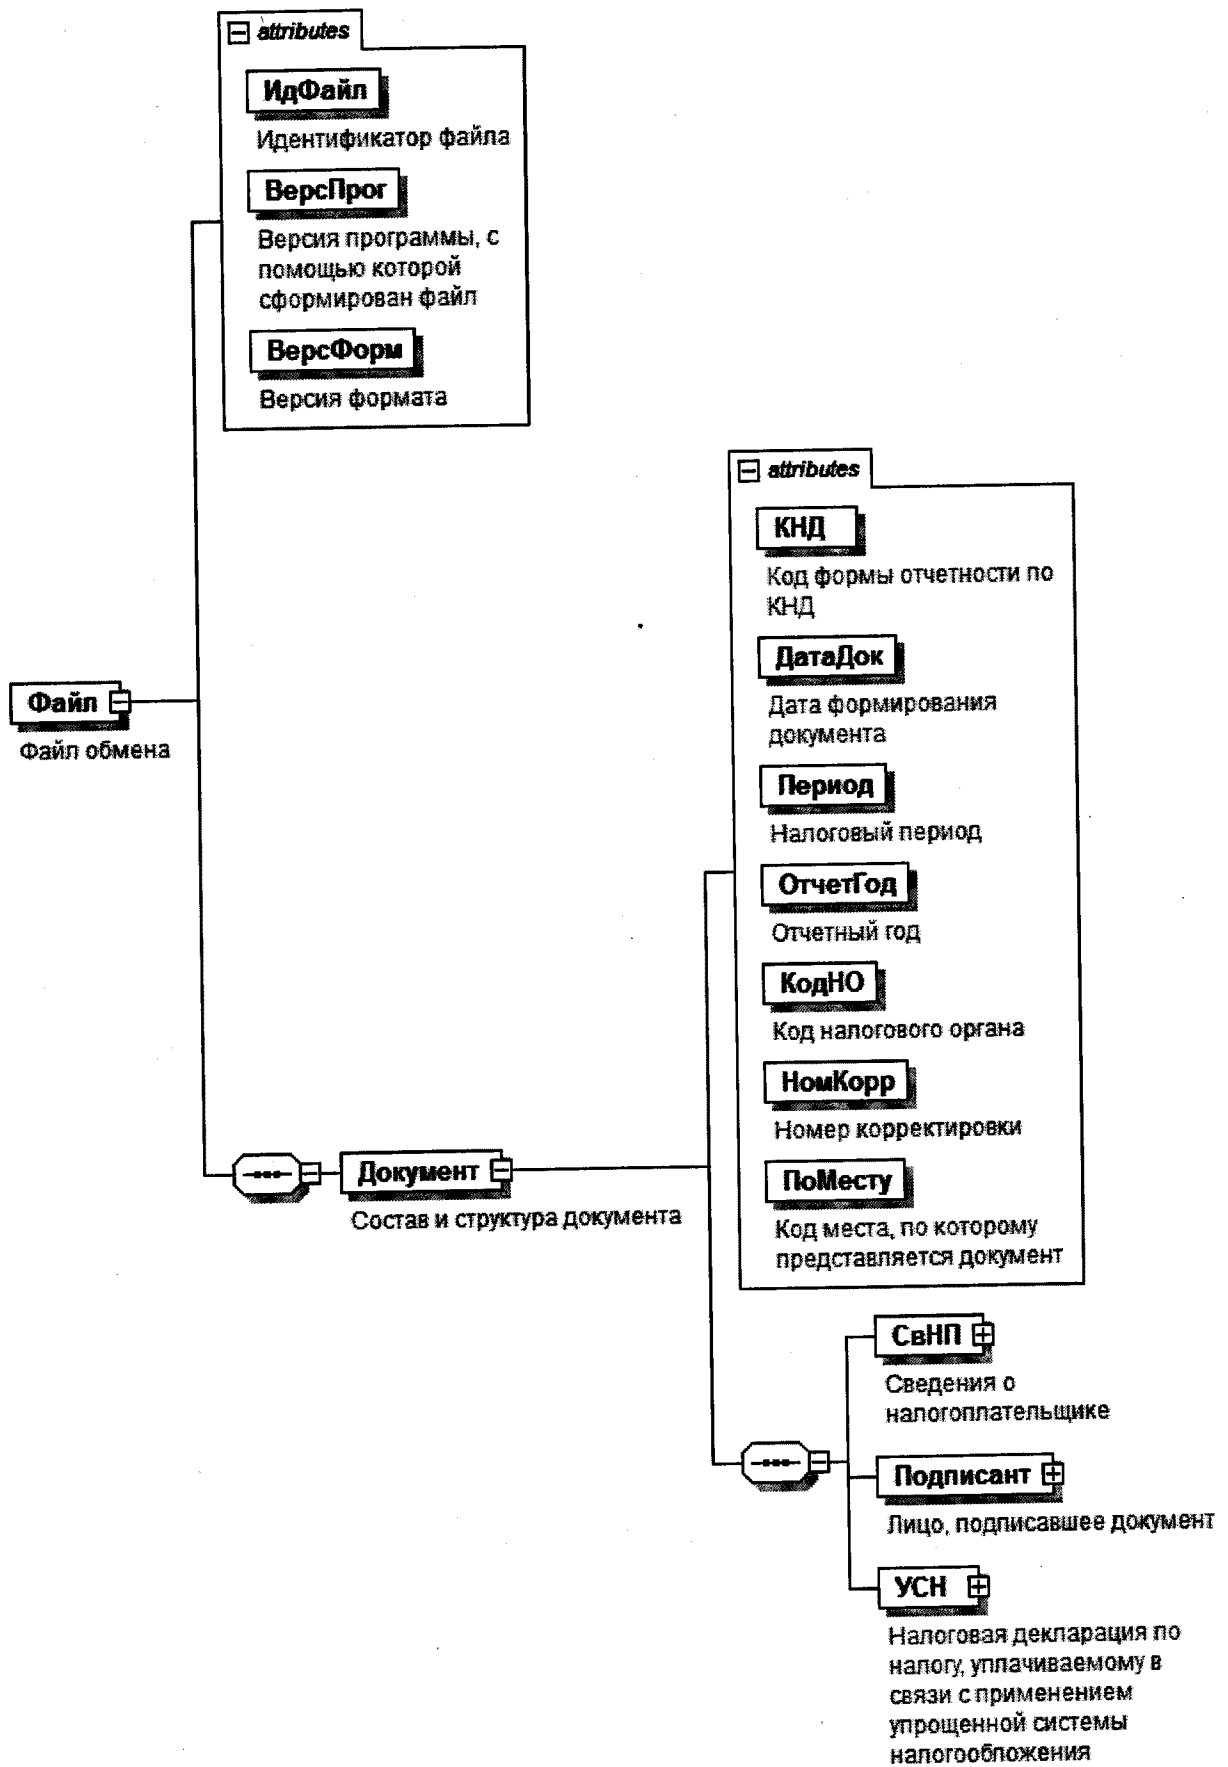 attributes
ИдФайл
Идентификатор файла
ВерсПрог
Версия программы, с
помощью которой
сформирован файл
ВерсФорм
Версия формата
Файл
Файл обмена
attributes
КНД
Код формы отчетности по
КНД
ДатаДок
Дата формирования
документа
Период
Налоговый период
ОтчетГод
Отчетный год
КодНО
Код налогового органа
НомКорр
Номер корректировки
ПоМесту
Код места, по которому
представляется документ
Документ
Состав и структура документа
СвНП
Сведения о
налогоплательщике
Подписант
Лицо, подписавшее документ
УСН
Налоговая декларация по
налогу, уплачиваемому в
связи с применением
упрощенной системы
налогообложения